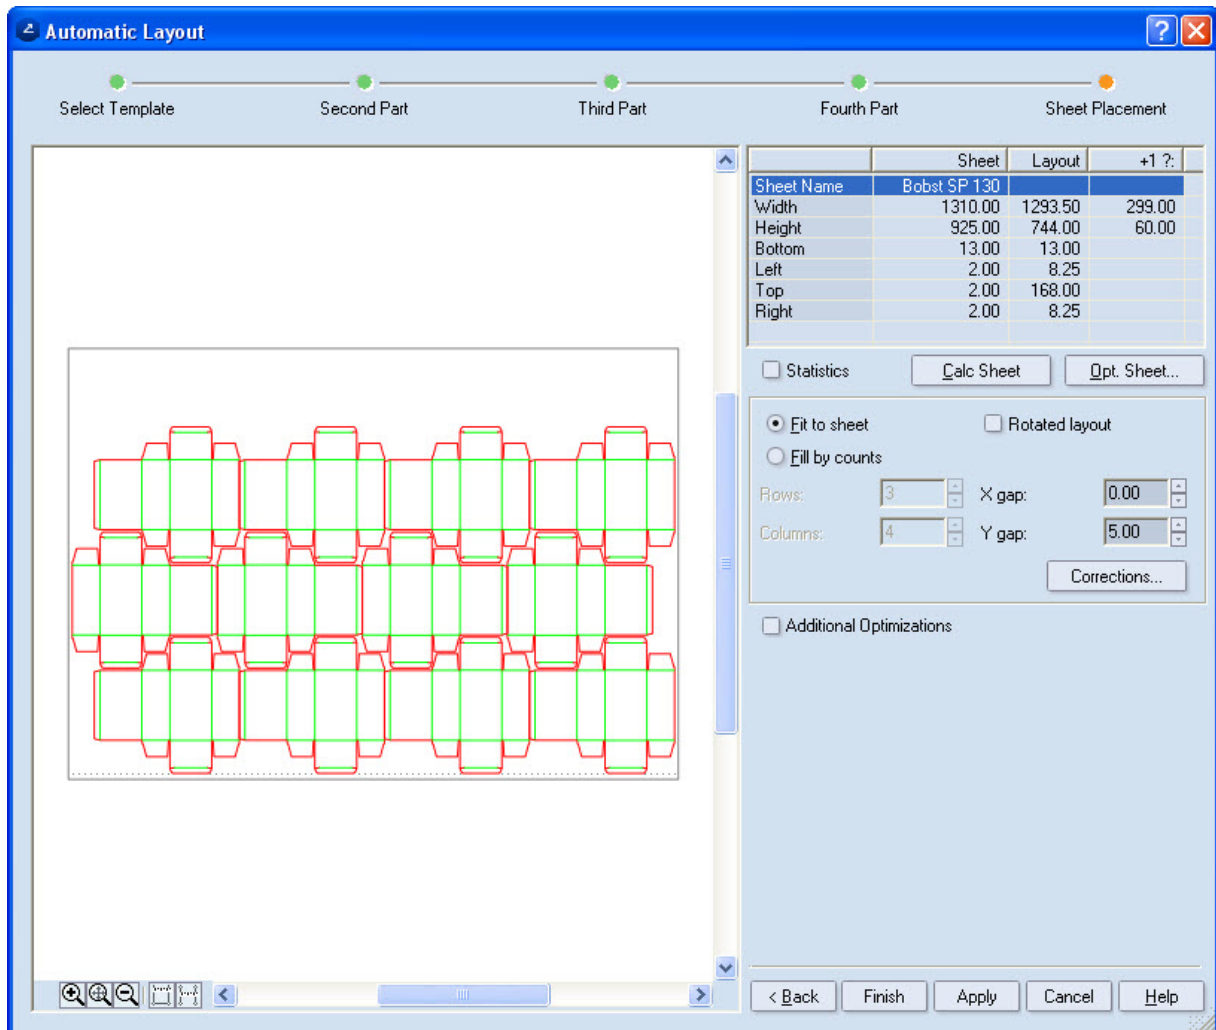 Automatic Layout
Select Template Second Part Third Part Fourth Part Sheet Placement
Sheet Layout +1 ?:
Sheet Name Bobst SP 130
Width 1310.00 1293.50 299.00
Height 925.00 744.00 60.00
Bottom 13.00 13.00
Left 2.00 8.25
Top 2.00 168.00
Right 2.00 8.25
Statistics Calc Sheet Opt. Sheet...
Fit to sheet Rotated layout
Fill by counts
Rows: 3 X gap: 0.00
Columns: 4 Y gap: 5.00
Corrections...
Additional Optimizations
< Back Finish Apply Cancel Help